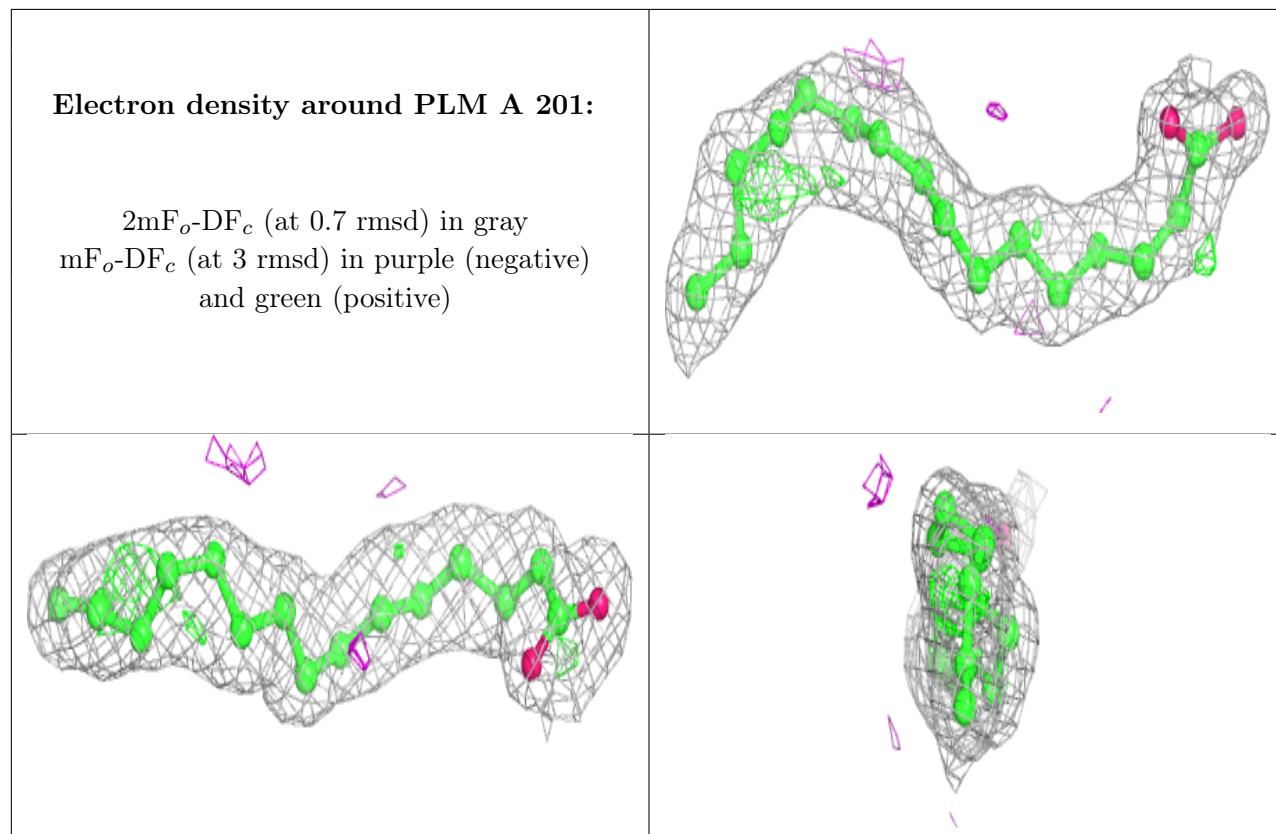 Electron density around PLM A 201:
2mFo-DFc (at 0.7 rmsd) in gray
mFo-DFc (at 3 rmsd) in purple (negative)
and green (positive)